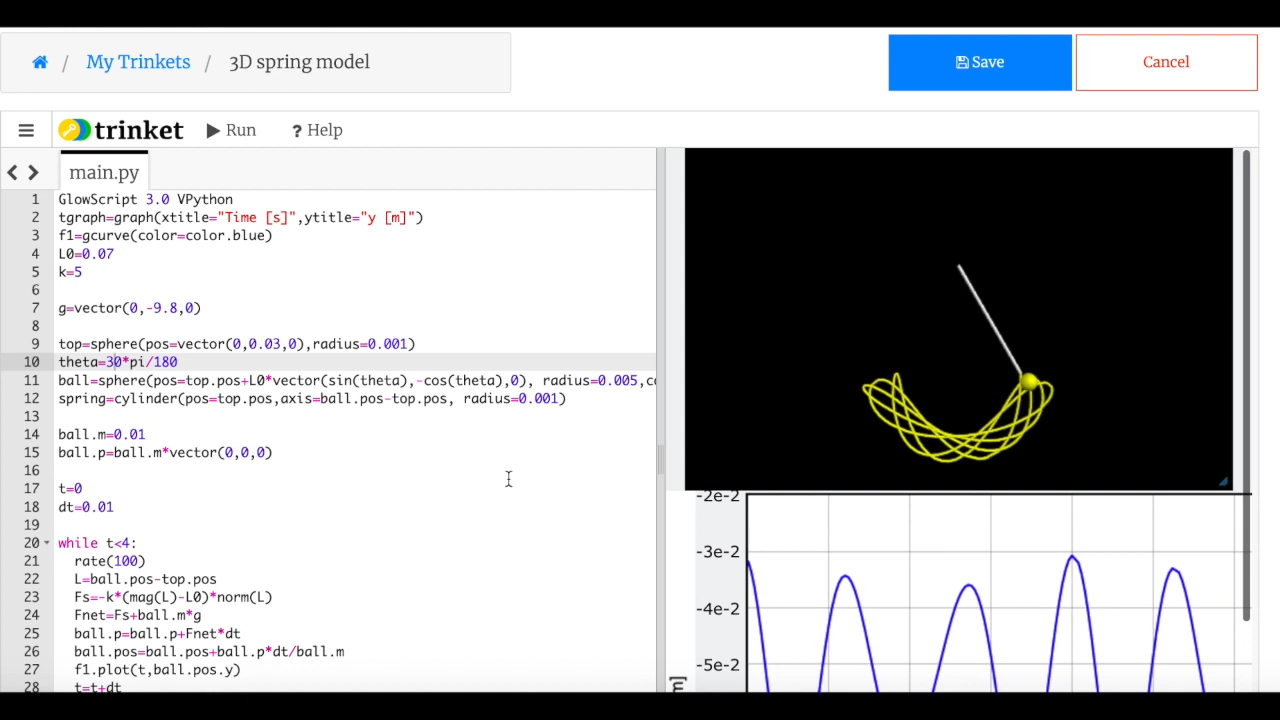 / My Trinkets / 3D spring model
Save
Cancel
trinket
Run
? Help
main.py
1 GlowScript 3.0 VPython
2 tgraph=graph(xtitle="Time [s]",ytitle="y [m]")
3 f1=gcurve(color=color.blue)
4 L0=0.07
5 k=5
6
7 g=vector(0,-9.8,0)
8
9 top=sphere(pos=vector(0,0.03,0),radius=0.001)
10 theta=30*pi/180
11 ball=sphere(pos=top.pos+L0*vector(sin(theta),-cos(theta),0), radius=0.005,co
12 spring=cylinder(pos=top.pos,axis=ball.pos-top.pos, radius=0.001)
13
14 ball.m=0.01
15 ball.p=ball.m*vector(0,0,0)
16
17 t=0
18 dt=0.01
19
20 while t<4:
21 rate(100)
22 L=ball.pos-top.pos
23 Fs=-k*(mag(L)-L0)*norm(L)
24 Fnet=Fs+ball.m*g
25 ball.p=ball.p+Fnet*dt
26 ball.pos=ball.pos+ball.p*dt/ball.m
27 f1.plot(t,ball.pos.y)
28 t=t+dt
-2e-2
-3e-2
-4e-2
-5e-2
m]